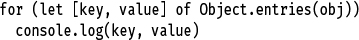 for (let [key, value] of Object.entries(obj))
  console.log(key, value)